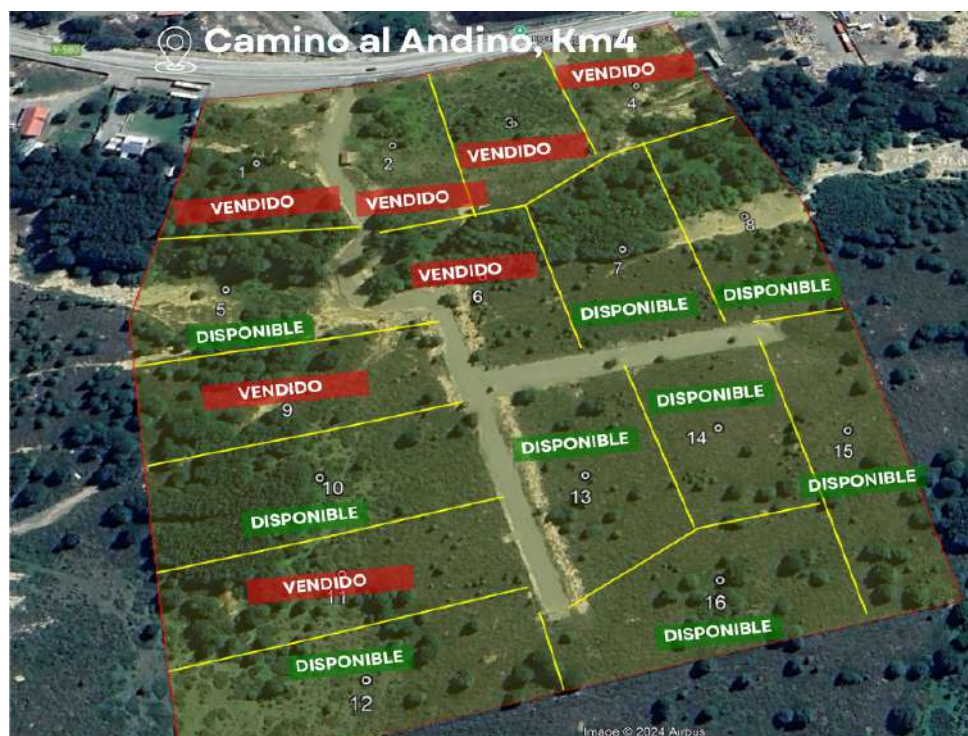 Camino al Andino, Km4
VENDIDO
4
3
VENDIDO
1
2
VENDIDO
VENDIDO
8
7
VENDIDO
6
5
DISPONIBLE
DISPONIBLE
DISPONIBLE
VENDIDO
9
DISPONIBLE
14
15
DISPONIBLE
13
DISPONIBLE
10
DISPONIBLE
VENDIDO
11
16
DISPONIBLE
DISPONIBLE
12
Image © 2024 Airbus